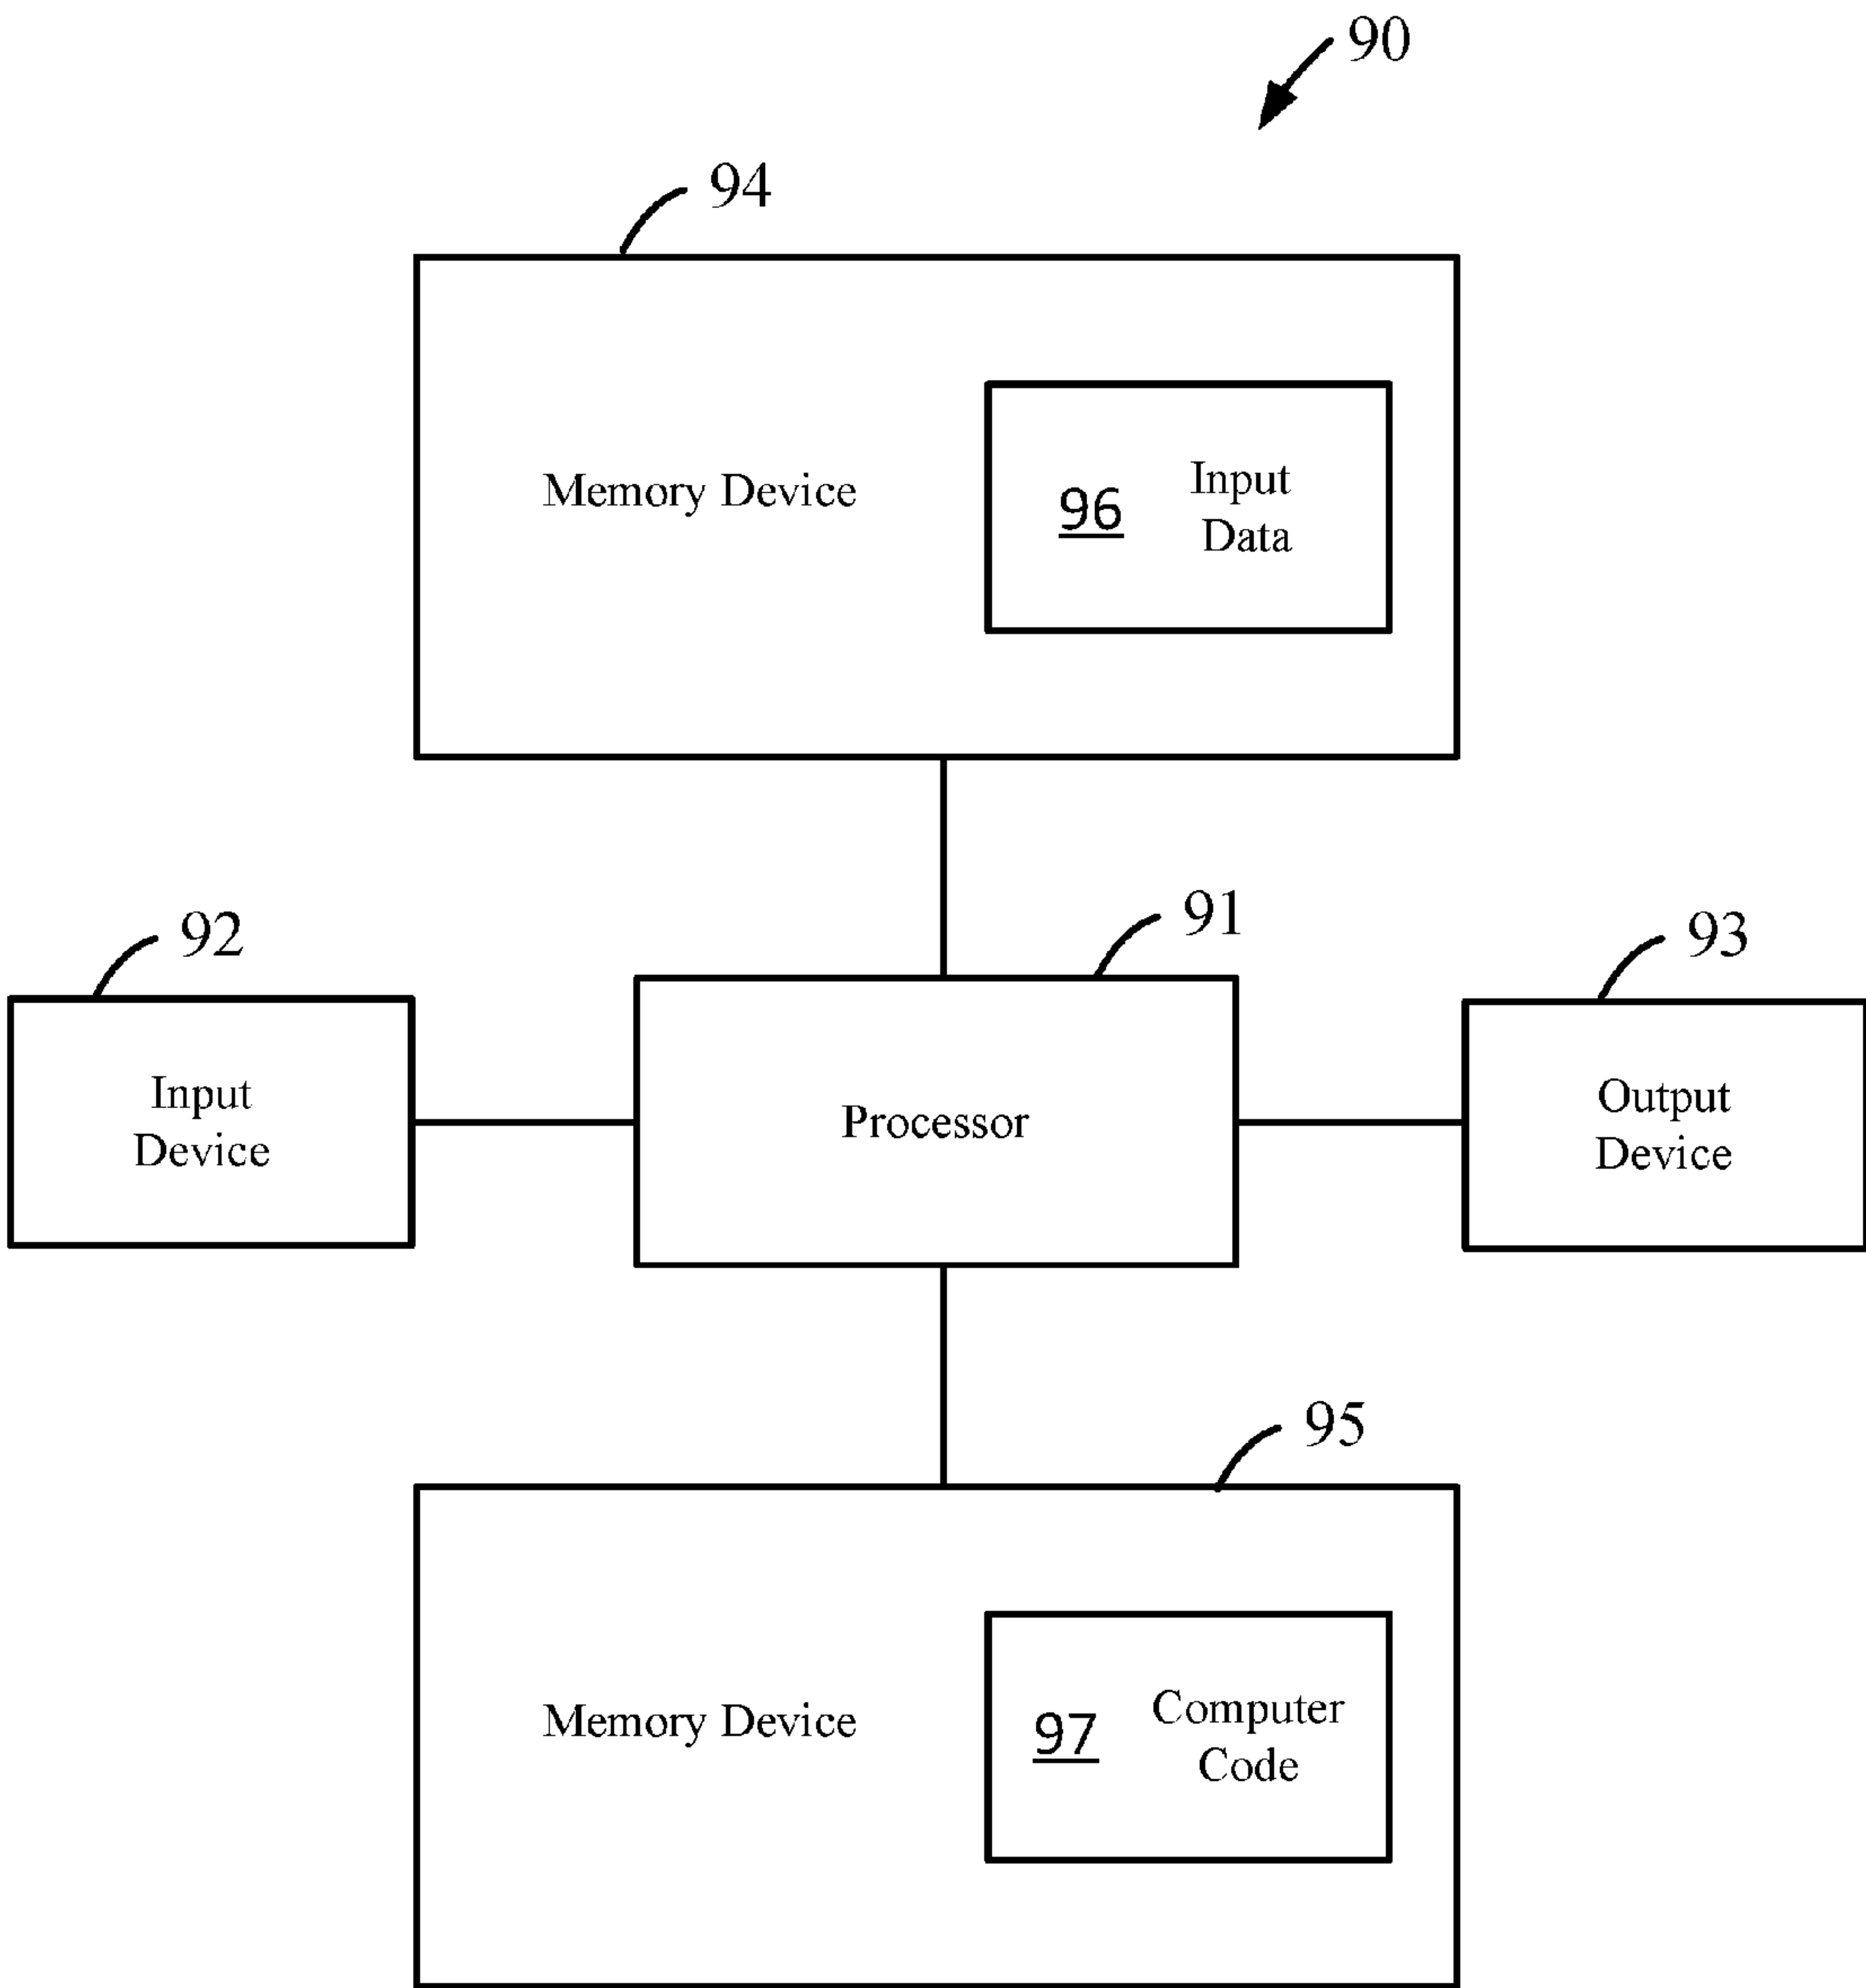 90
94
Memory Device
96
Input
Data
92
91
93
Input
Device
Processor
Output
Device
95
Memory Device
97
Computer
Code